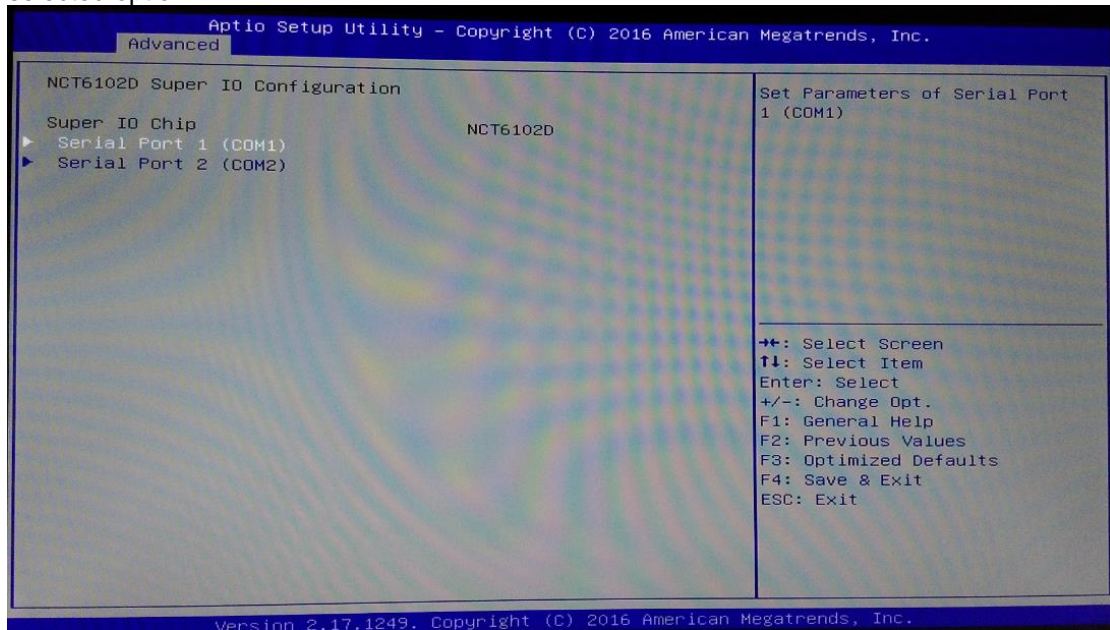 Aptio Setup Utility – Copyright (C) 2016 American Megatrends, Inc.
Advanced
NCT6102D Super IO Configuration
Super IO Chip NCT6102D
▶ Serial Port 1 (COM1)
▶ Serial Port 2 (COM2)
Set Parameters of Serial Port
1 (COM1)
→←: Select Screen
↑↓: Select Item
Enter: Select
+/-: Change Opt.
F1: General Help
F2: Previous Values
F3: Optimized Defaults
F4: Save & Exit
ESC: Exit
Version 2.17.1249. Copyright (C) 2016 American Megatrends, Inc.